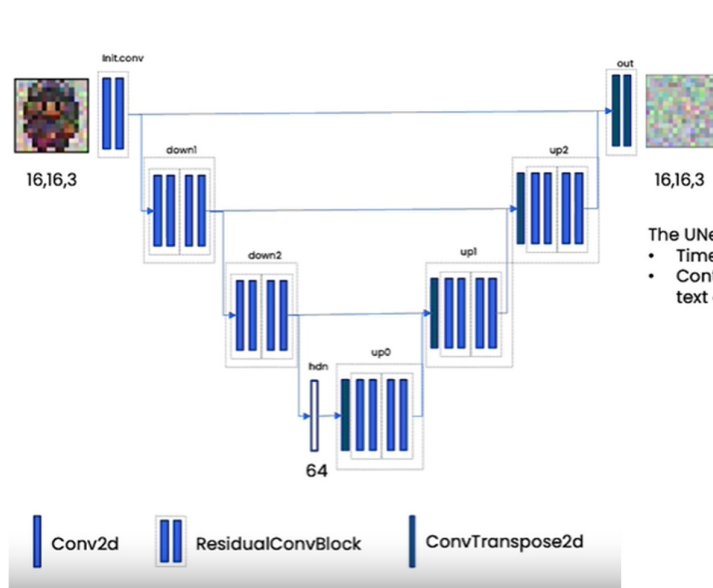 Init.conv
out
down1
up2
16,16,3
16,16,3
The UNe
• Time
• Cont
text
down2
up1
hdn
up0
64
Conv2d
ResidualConvBlock
ConvTranspose2d